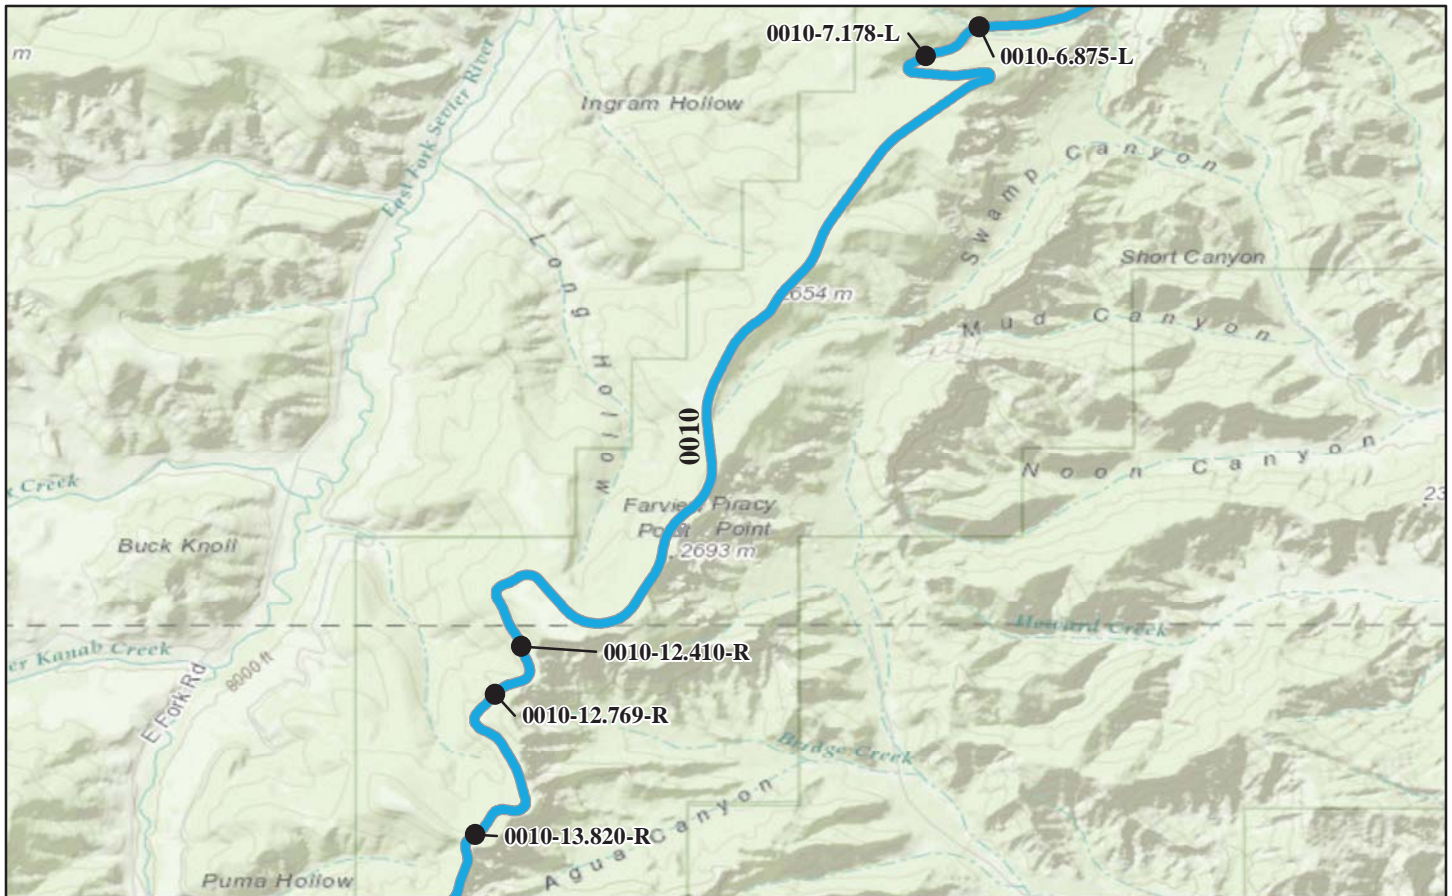 0010-7.178-L
0010-6.875-L
m
Ingram Hollow
East Fork Sevier River
Swamp Canyon
Long Hollow
Short Canyon
2654 m
Mud Canyon
0010
Noon Canyon
Creek
23
Farview Point
Piracy Point
2693 m
Buck Knoll
Howard Creek
er Kanab Creek
8000 ft
E Fork Rd
0010-12.410-R
0010-12.769-R
Bridge Creek
Agua Canyon
0010-13.820-R
Puma Hollow